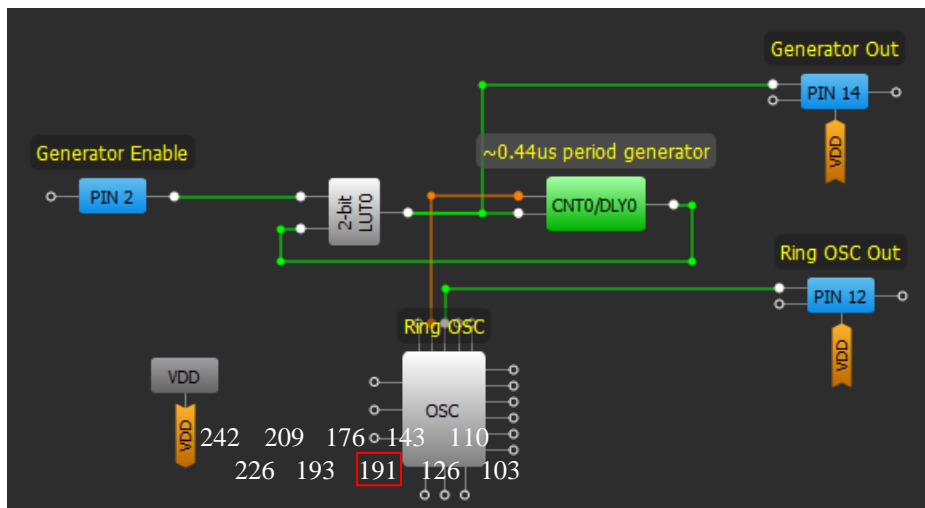 Generator Out
PIN 14
VDD
Generator Enable
~0.44us period generator
PIN 2
2-bit
LUT0
CNT0/DLY0
Ring OSC Out
PIN 12
VDD
Ring OSC
VDD
OSC
VDD
242 209 176 143 110
226 193 191 126 103